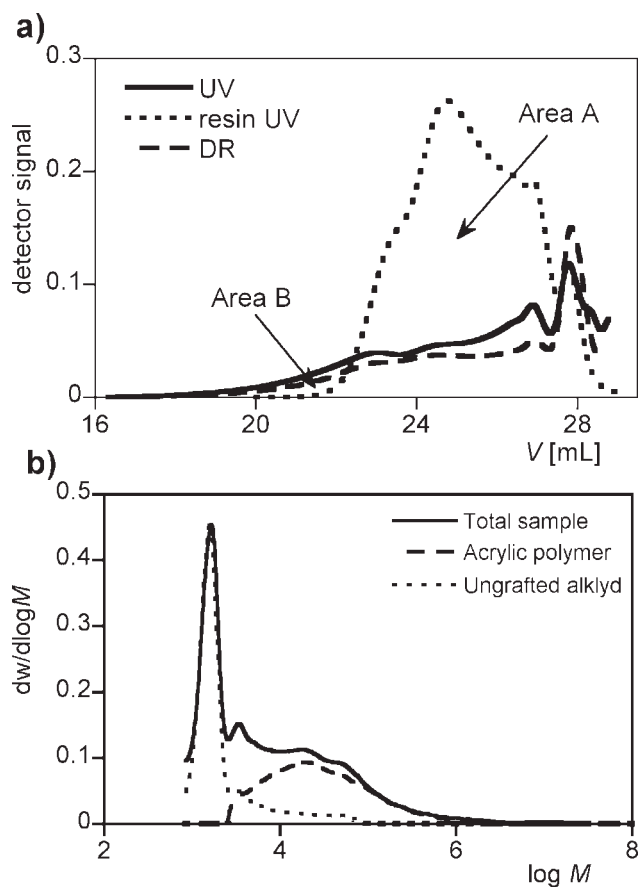 a)
0.3
0.2
0.1
0
detector signal
UV
resin UV
DR
Area A
Area B
16
20
24
28
V [mL]
b)
0.5
0.4
0.3
0.2
0.1
0
dw/dlogM
Total sample
Acrylic polymer
Ungrafted alklyd
2
4
6
8
log M